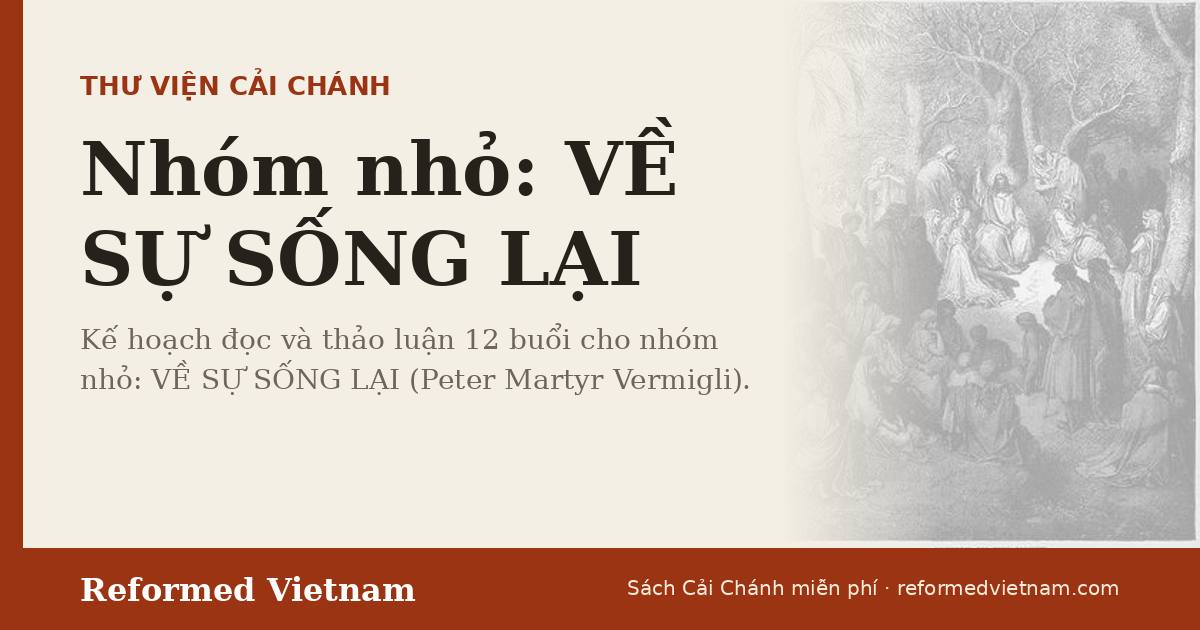 THƯ VIỆN CẢI CHÁNH
Nhóm nhỏ: VỀ
SỰ SỐNG LẠI
Kế hoạch đọc và thảo luận 12 buổi cho nhóm
nhỏ: VỀ SỰ SỐNG LẠI (Peter Martyr Vermigli).
Reformed Vietnam
Sách Cải Chánh miễn phí · reformedvietnam.com